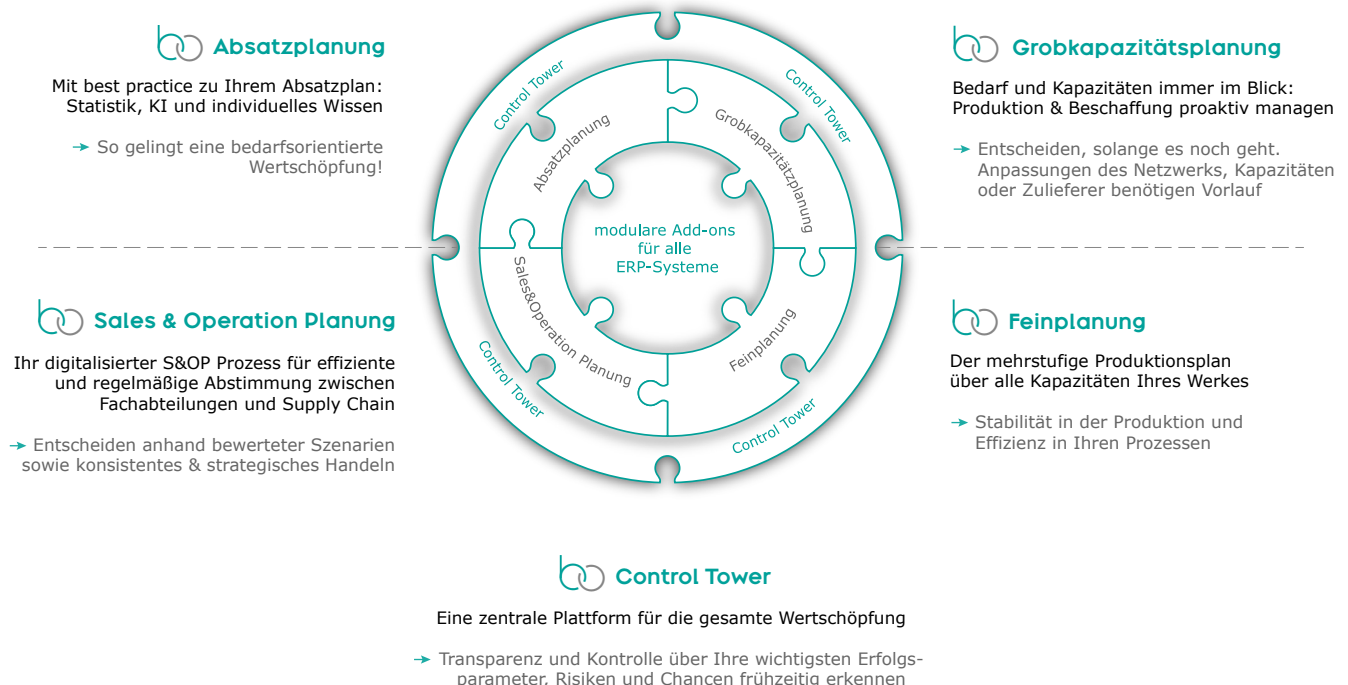 Absatzplanung
Mit best practice zu Ihrem Absatzplan:
Statistik, KI und individuelles Wissen
→ So gelingt eine bedarfsorientierte
Wertschöpfung!
Grobkapazitätsplanung
Bedarf und Kapazitäten immer im Blick:
Produktion & Beschaffung proaktiv managen
→ Entscheiden, solange es noch geht.
Anpassungen des Netzwerks, Kapazitäten
oder Zulieferer benötigen Vorlauf
Control Tower
Control Tower
Absatzplanung
Grobkapazitätzplanung
modulare Add-ons
für alle
ERP-Systeme
Sales&Operation Planung
Feinplanung
Control Tower
Control Tower
Sales & Operation Planung
Ihr digitalisierter S&OP Prozess für effiziente
und regelmäßige Abstimmung zwischen
Fachabteilungen und Supply Chain
→ Entscheiden anhand bewerteter Szenarien
sowie konsistentes & strategisches Handeln
Feinplanung
Der mehrstufige Produktionsplan
über alle Kapazitäten Ihres Werkes
→ Stabilität in der Produktion und
Effizienz in Ihren Prozessen
Control Tower
Eine zentrale Plattform für die gesamte Wertschöpfung
→ Transparenz und Kontrolle über Ihre wichtigsten Erfolgs-
parameter, Risiken und Chancen frühzeitig erkennen